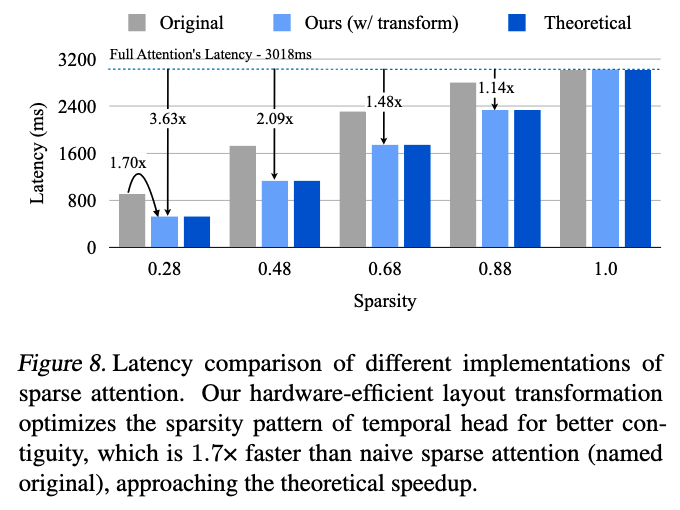 Original Ours (w/ transform) Theoretical
Full Attention's Latency - 3018ms
3200
2400
1600
800
0
Latency (ms)
1.70x
3.63x
2.09x
1.48x
1.14x
0.28 0.48 0.68 0.88 1.0
Sparsity
Figure 8. Latency comparison of different implementations of
sparse attention. Our hardware-efficient layout transformation
optimizes the sparsity pattern of temporal head for better con-
tiguity, which is 1.7× faster than naive sparse attention (named
original), approaching the theoretical speedup.